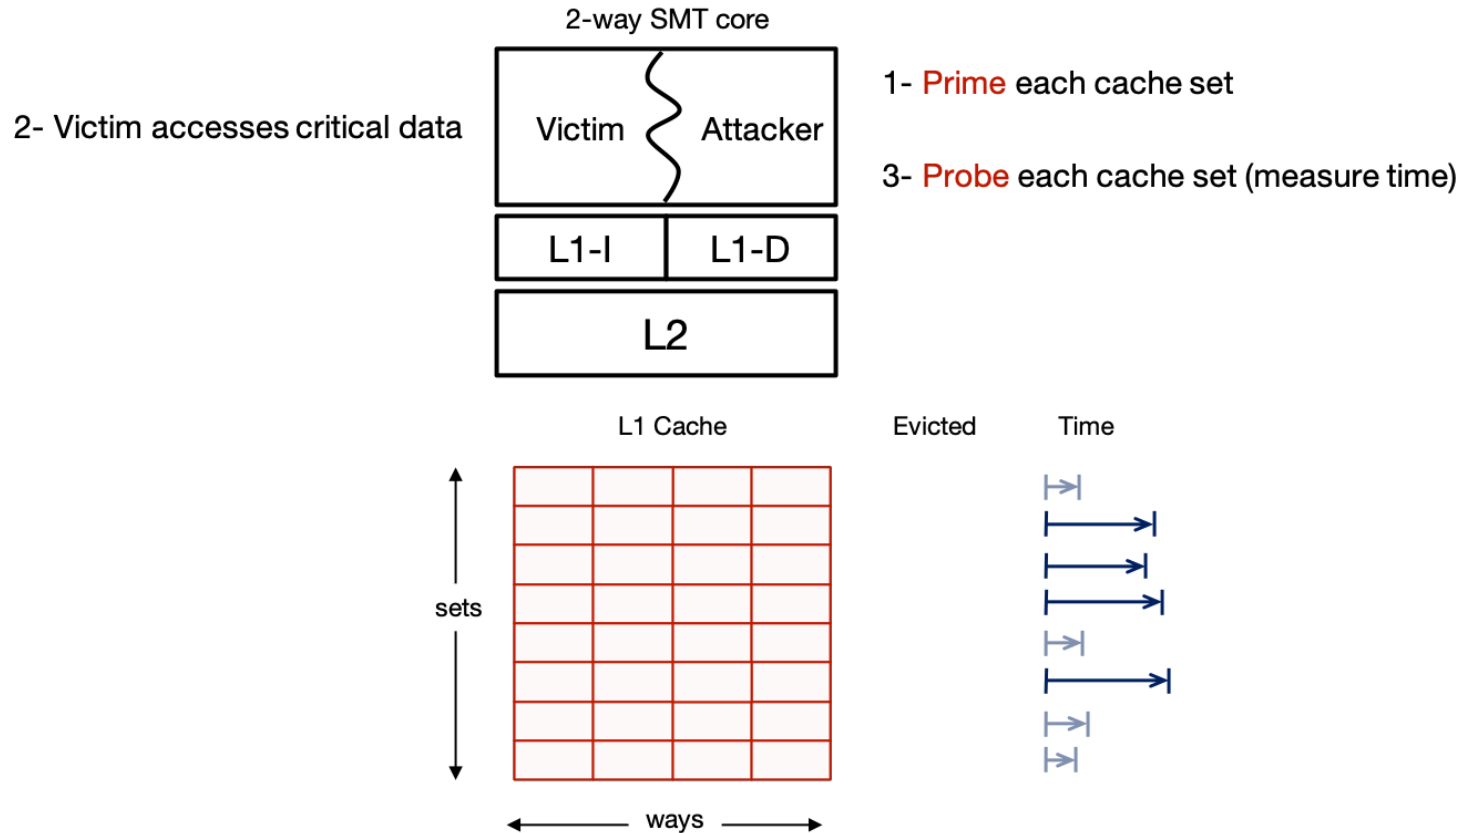 2-way SMT core
1- Prime each cache set
2- Victim accesses critical data
Victim
Attacker
3- Probe each cache set (measure time)
L1-I
L1-D
L2
L1 Cache
Evicted
Time
sets
ways